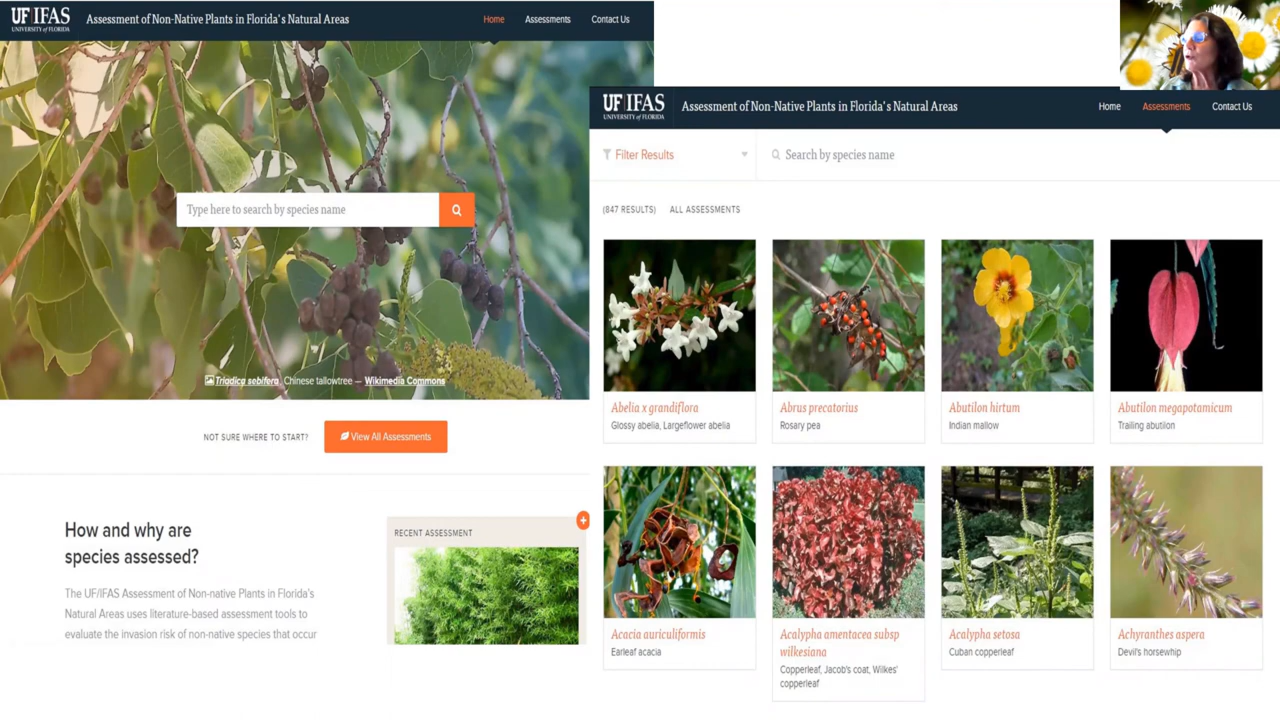 UF IFAS
UNIVERSITY of FLORIDA
Assessment of Non-Native Plants in Florida's Natural Areas
Home
Assessments
Contact Us
Type here to search by species name
Triadica sebifera, Chinese tallowtree — Wikimedia Commons
NOT SURE WHERE TO START?
View All Assessments
How and why are
species assessed?
The UF/IFAS Assessment of Non-native Plants in Florida's
Natural Areas uses literature-based assessment tools to
evaluate the invasion risk of non-native species that occur
RECENT ASSESSMENT
UF IFAS
UNIVERSITY of FLORIDA
Assessment of Non-Native Plants in Florida's Natural Areas
Home
Assessments
Contact Us
Filter Results
Search by species name
(847 RESULTS)
ALL ASSESSMENTS
Abelia x grandiflora
Glossy abelia, Largeflower abelia
Abrus precatorius
Rosary pea
Abutilon hirtum
Indian mallow
Abutilon megapotamicum
Trailing abutilon
Acacia auriculiformis
Earleaf acacia
Acalypha amentacea subsp
wilkesiana
Copperleaf, Jacob's coat, Wilkes'
copperleaf
Acalypha setosa
Cuban copperleaf
Achyranthes aspera
Devil's horsewhip